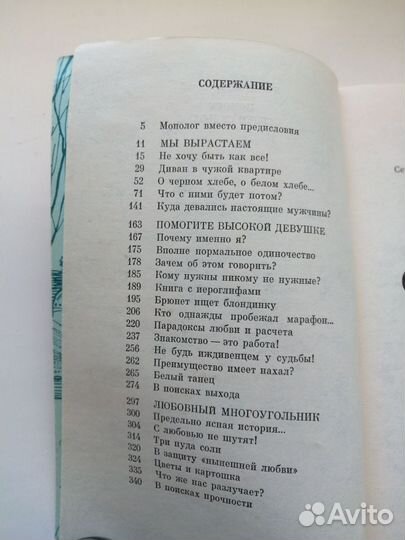 СОДЕРЖАНИЕ
5 Монолог вместо предисловия
11 МЫ ВЫРАСТАЕМ
15 Не хочу быть как все!
29 Диван в чужой квартире
52 О черном хлебе, о белом хлебе...
71 Что с ними будет потом?
141 Куда девались настоящие мужчины?
163 ПОМОГИТЕ ВЫСОКОЙ ДЕВУШКЕ
167 Почему именно я?
175 Вполне нормальное одиночество
178 Зачем об этом говорить?
185 Кому нужны никому не нужные?
189 Книга с иероглифами
195 Брюнет ищет блондинку
206 Кто однажды пробежал марафон...
220 Парадоксы любви и расчета
237 Знакомство — это работа!
256 Не будь иждивенцем у судьбы!
262 Преимущество имеет нахал?
265 Белый танец
274 В поисках выхода
297 ЛЮБОВНЫЙ МНОГОУГОЛЬНИК
300 Предельно ясная история...
304 С любовью не шутят!
314 Три пуда соли
320 В защиту «нынешней любви»
324 Цветы и картошка
335 Что же нас разлучает?
340 В поисках прочности
Се
Avito